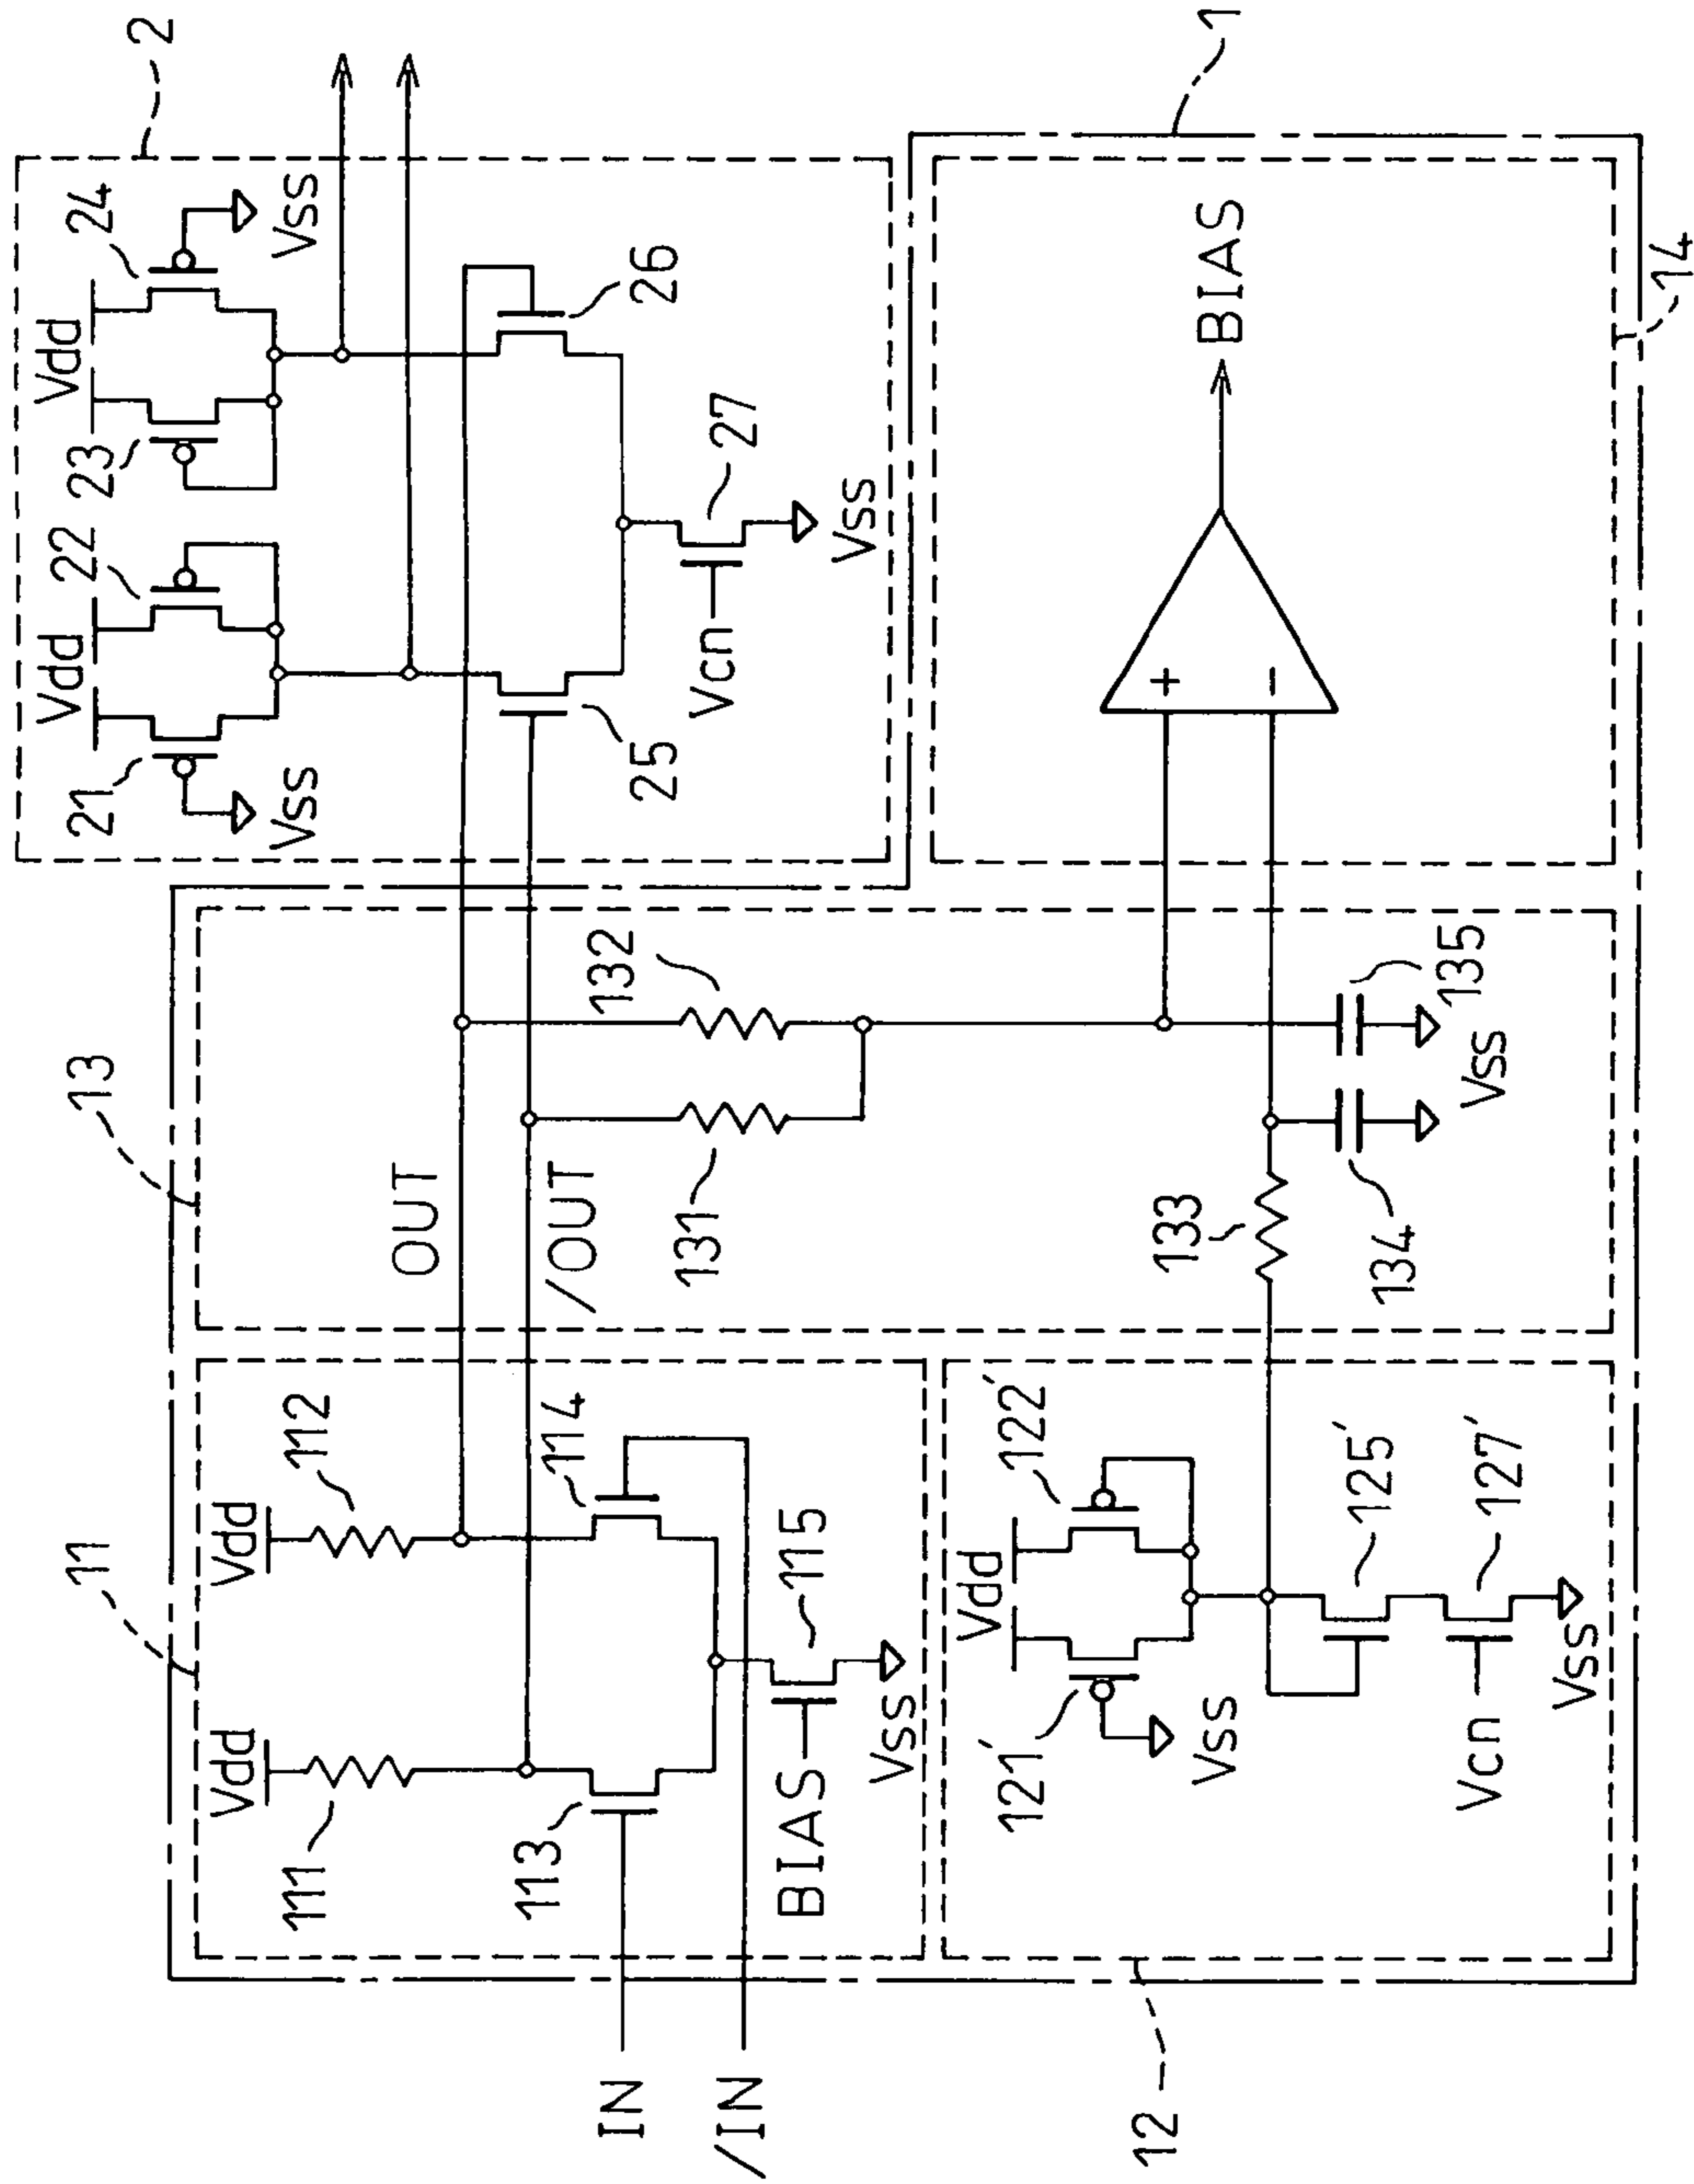 2
1
13
11
12
14
Vdd
Vdd
21
22
23
24
Vss
Vss
25
26
27
Vcn
Vss
Vdd
Vdd
111
112
OUT
/OUT
113
114
115
BIAS
Vss
IN
/IN
131
132
133
134
135
Vss
Vdd
121'
122'
Vss
125'
127'
Vcn
Vss
+
−
BIAS